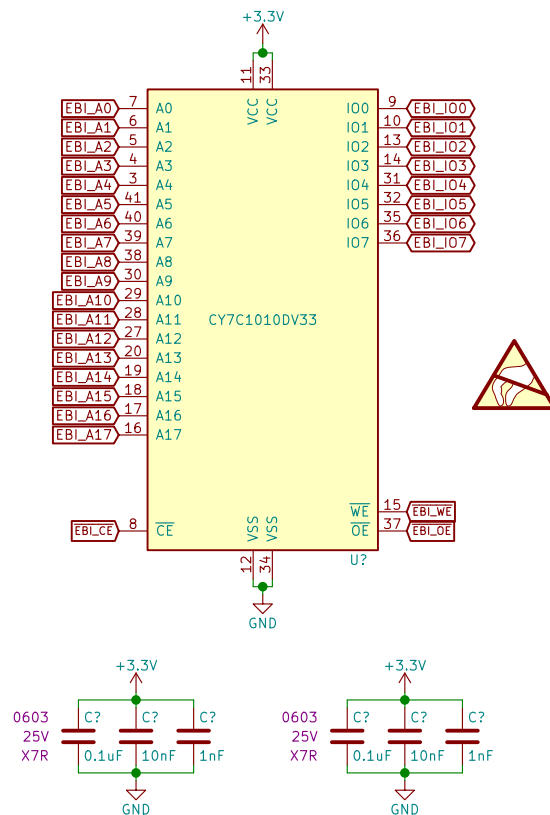 +3.3V
11 33
VCC VCC
EBI_A0 7 A0 IO0 9 EBI_IO0
EBI_A1 6 A1 IO1 10 EBI_IO1
EBI_A2 5 A2 IO2 13 EBI_IO2
EBI_A3 4 A3 IO3 14 EBI_IO3
EBI_A4 3 A4 IO4 31 EBI_IO4
EBI_A5 41 A5 IO5 32 EBI_IO5
EBI_A6 40 A6 IO6 35 EBI_IO6
EBI_A7 39 A7 IO7 36 EBI_IO7
EBI_A8 38 A8
EBI_A9 30 A9
EBI_A10 29 A10
EBI_A11 28 A11 CY7C1010DV33
EBI_A12 27 A12
EBI_A13 20 A13
EBI_A14 19 A14
EBI_A15 18 A15
EBI_A16 17 A16
EBI_A17 16 A17
WE 15 EBI_WE
EBI_CE 8 CE VSS VSS OE 37 EBI_OE
12 34 U?
GND
+3.3V +3.3V
0603 C? C? C? 0603 C? C? C?
25V 25V
X7R 0.1uF 10nF 1nF X7R 0.1uF 10nF 1nF
GND GND